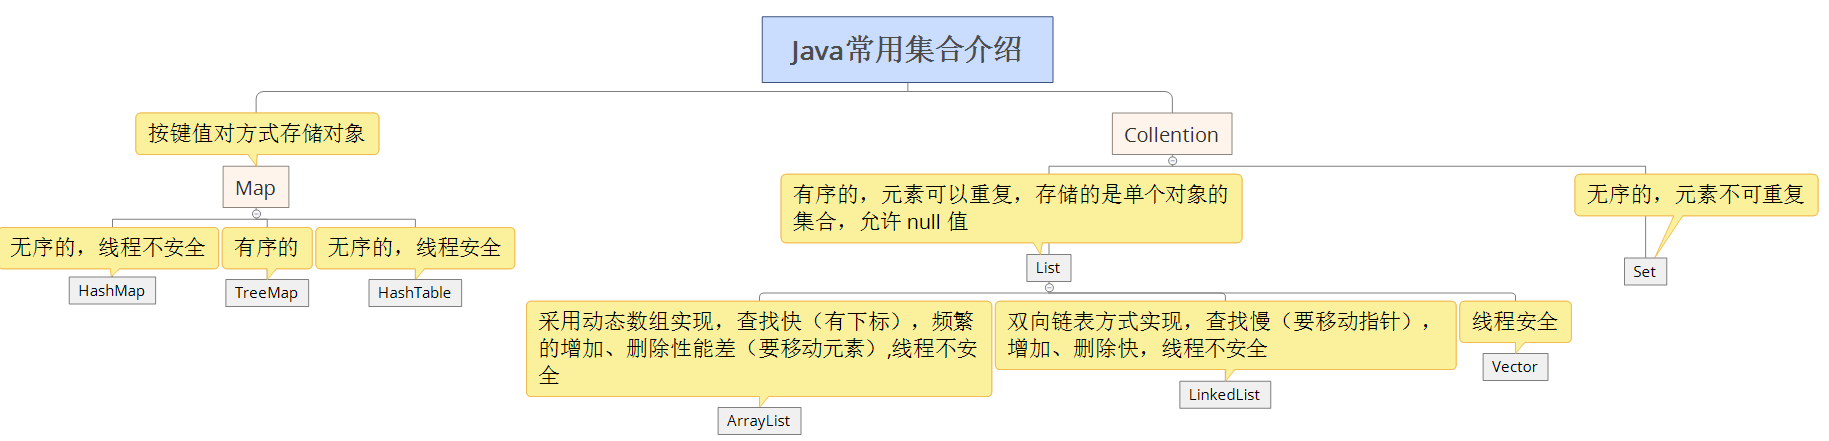 Java常用集合介绍
按键值对方式存储对象
Map
无序的，线程不安全
HashMap
有序的
TreeMap
无序的，线程安全
HashTable
Collention
有序的，元素可以重复，存储的是单个对象的
集合，允许 null 值
List
采用动态数组实现，查找快（有下标），频繁
的增加、删除性能差（要移动元素）,线程不安
全
ArrayList
双向链表方式实现，查找慢（要移动指针），
增加、删除快，线程不安全
LinkedList
线程安全
Vector
无序的，元素不可重复
Set